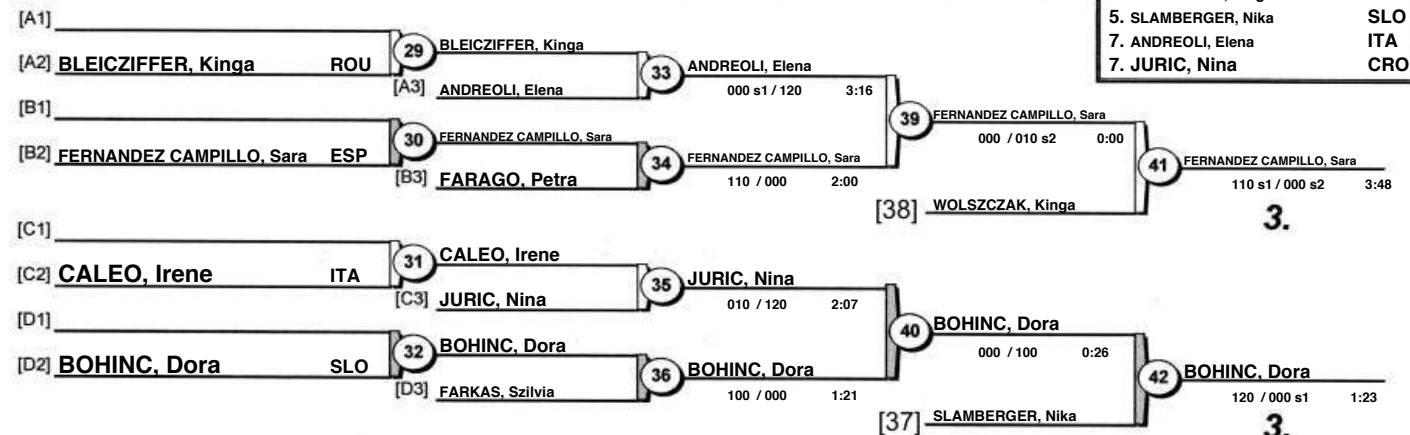 5. SLAMBERGER, Nika SLO
7. ANDREOLI, Elena ITA
7. JURIC, Nina CRO
[A1]
[A2] BLEICZIFFER, Kinga ROU
29
BLEICZIFFER, Kinga
[A3] ANDREOLI, Elena
33
ANDREOLI, Elena
000 s1 / 120 3:16
[B1]
[B2] FERNANDEZ CAMPILLO, Sara ESP
30
FERNANDEZ CAMPILLO, Sara
[B3] FARAGO, Petra
34
FERNANDEZ CAMPILLO, Sara
110 / 000 2:00
39
FERNANDEZ CAMPILLO, Sara
000 / 010 s2 0:00
[38] WOLSZCZAK, Kinga
41
FERNANDEZ CAMPILLO, Sara
110 s1 / 000 s2 3:48
3.
[C1]
[C2] CALEO, Irene ITA
31
CALEO, Irene
[C3] JURIC, Nina
35
JURIC, Nina
010 / 120 2:07
[D1]
[D2] BOHINC, Dora SLO
32
BOHINC, Dora
[D3] FARKAS, Szilvia
36
BOHINC, Dora
100 / 000 1:21
40
BOHINC, Dora
000 / 100 0:26
[37] SLAMBERGER, Nika
42
BOHINC, Dora
120 / 000 s1 1:23
3.